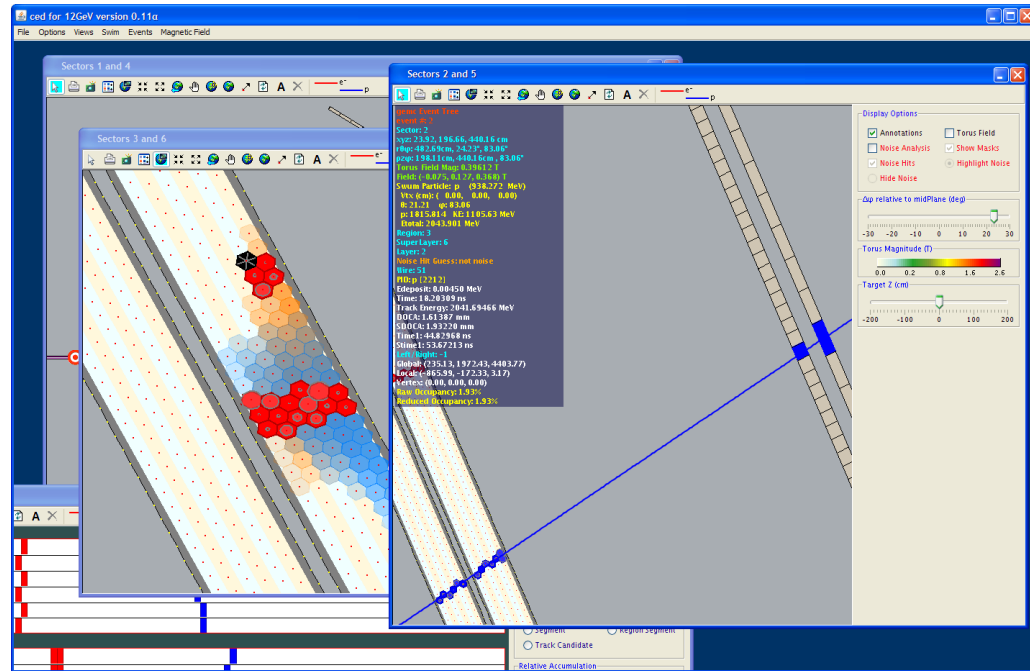 ced for 12GeV version 0.11α
File Options Views Swim Events Magnetic Field
Sectors 1 and 4
A
e-
p
Sectors 3 and 6
A
e-
Sectors 2 and 5
A
e-
p
gemc Event Tree
event #: 2
Sector: 2
xyz: 23.92, 196.66, 440.16 cm
rθφ: 482.69cm, 24.23°, 83.06°
ρzφ: 198.11cm, 440.16cm, 83.06°
Torus Field Mag: 0.39612 T
Field: (-0.075, 0.127, 0.368) T
Swum Particle: p (938.272 MeV)
Vtx (cm): ( 0.00, 0.00, 0.00)
θ: 21.21 φ: 83.06
p: 1815.814 KE: 1105.63 MeV
Etotal: 2043.901 MeV
Region: 3
SuperLayer: 6
Layer: 2
Noise Hit Guess: not noise
Wire: 51
PID: p [2212]
Edeposit: 0.00450 MeV
Time: 18.20309 ns
Track Energy: 2041.69466 MeV
DOCA: 1.61387 mm
SDOCA: 1.93220 mm
Time1: 44.82968 ns
Stime1: 53.67213 ns
Left/Right: -1
Global: (235.13, 1972.43, 4403.77)
Local: (-865.99, -172.33, 3.17)
Vertex: (0.00, 0.00, 0.00)
Raw Occupancy: 1.93%
Reduced Occupancy: 1.93%
Display Options
Annotations Torus Field
Noise Analysis Show Masks
Noise Hits Highlight Noise
Hide Noise
Δφ relative to midPlane (deg)
-30 -20 -10 0 10 20 30
Torus Magnitude (T)
0.0 0.2 0.8 1.6 2.6
Target Z (cm)
-200 -100 0 100 200
A
Segment Region Segment
Track Candidate
Relative Accumulation